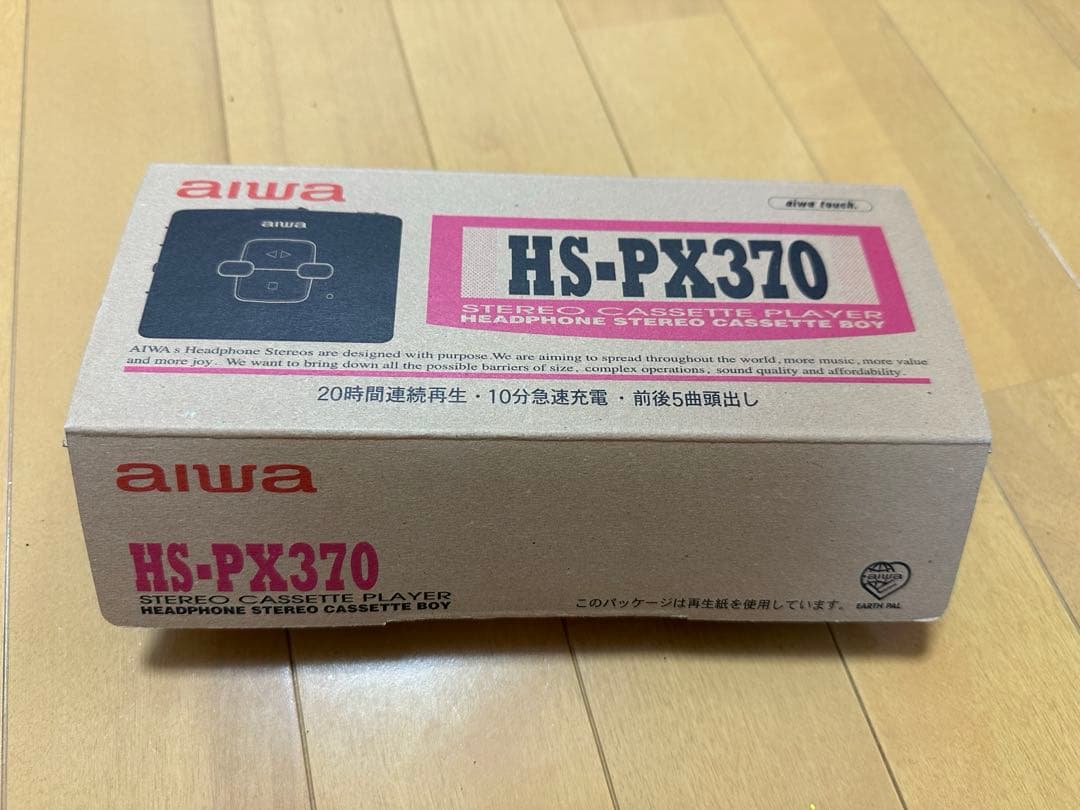 aiwa
aiwa touch.
aiwa
HS-PX370
STEREO CASSETTE PLAYER
HEADPHONE STEREO CASSETTE BOY
AIWA s Headphone Stereos are designed with purpose. We are aiming to spread throughout the world, more music, more value
and more joy. We want to bring down all the possible barriers of size, complex operations, sound quality and affordability.
20時間連続再生・10分急速充電・前後5曲頭出し
aiwa
HS-PX370
STEREO CASSETTE PLAYER
HEADPHONE STEREO CASSETTE BOY
このパッケージは再生紙を使用しています。
aiwa
EARTH PAL